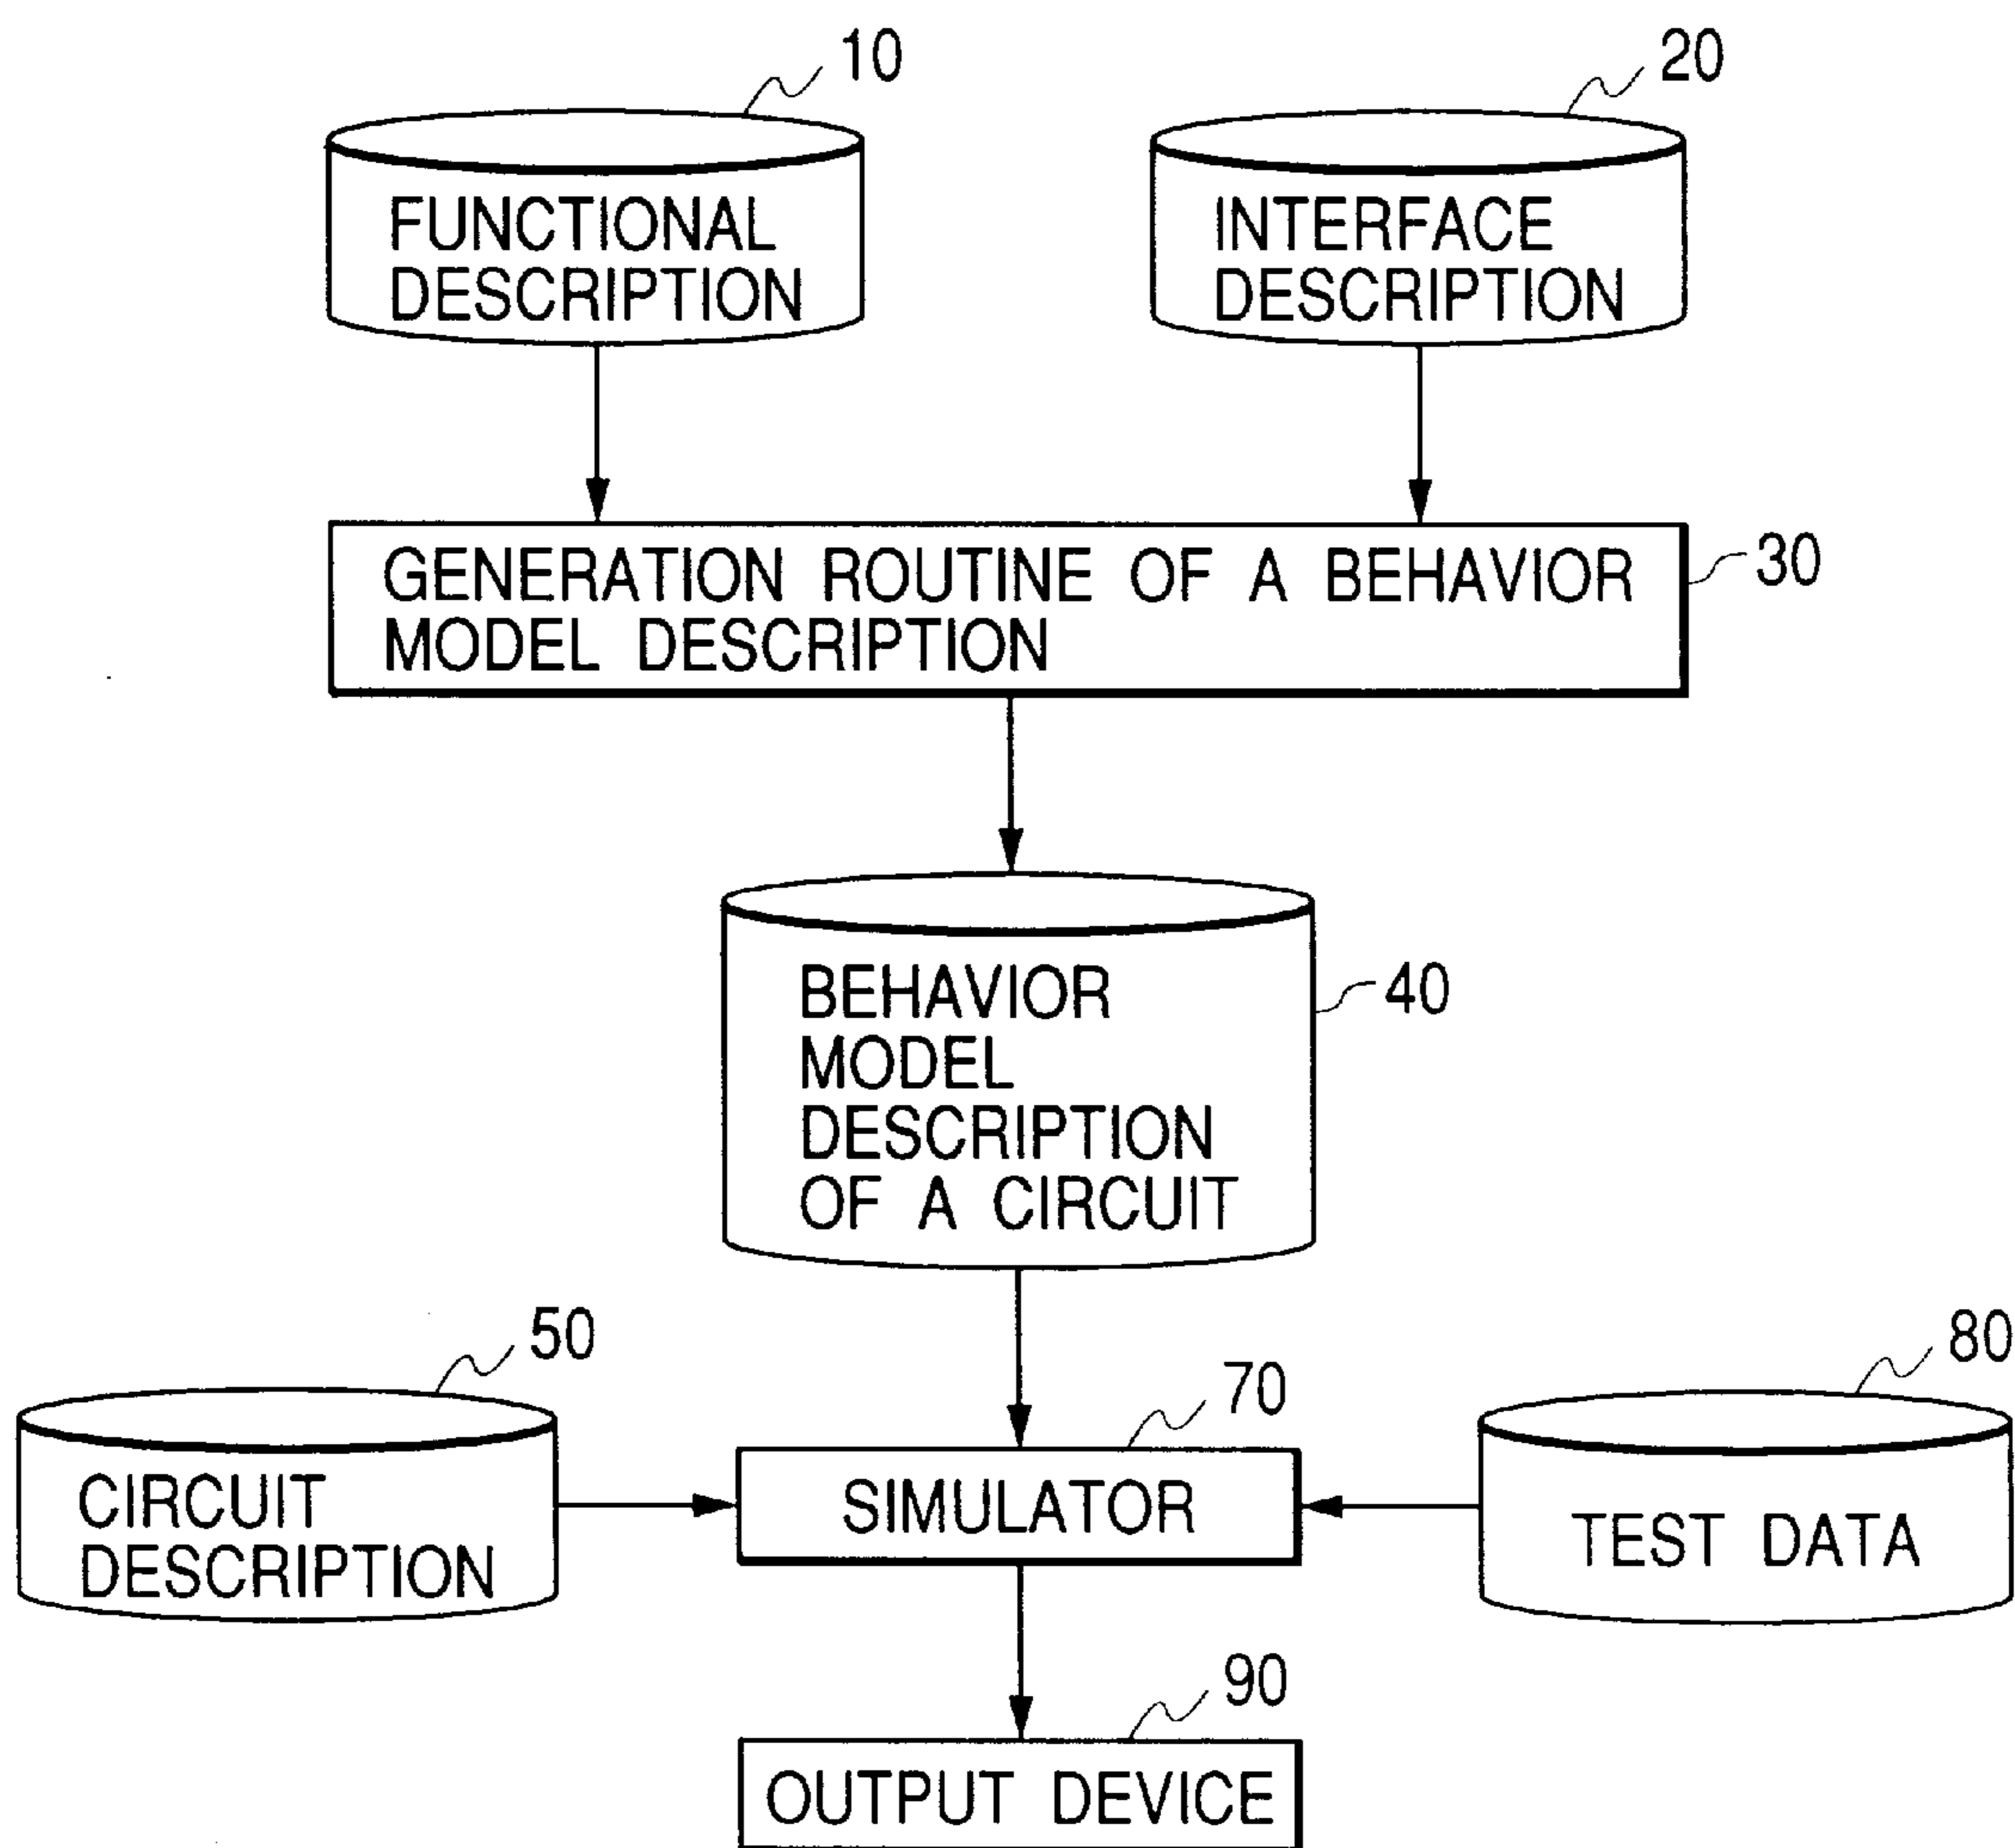 10
20
FUNCTIONAL
DESCRIPTION
INTERFACE
DESCRIPTION
GENERATION ROUTINE OF A BEHAVIOR
MODEL DESCRIPTION
30
BEHAVIOR
MODEL
DESCRIPTION
OF A CIRCUIT
40
50
CIRCUIT
DESCRIPTION
70
SIMULATOR
80
TEST DATA
90
OUTPUT DEVICE